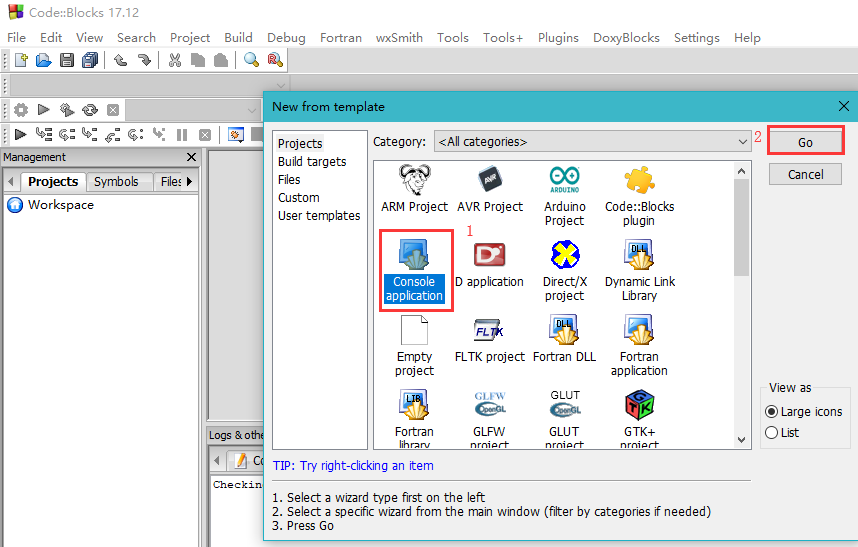 Code::Blocks 17.12
File Edit View Search Project Build Debug Fortran wxSmith Tools Tools+ Plugins DoxyBlocks Settings Help
New from template
Management
Projects Symbols Files
Workspace
Projects
Build targets
Files
Custom
User templates
Category: <All categories>
2 Go
Cancel
ARM Project AVR Project Arduino Project Code::Blocks plugin
1
Console application D application Direct/X project Dynamic Link Library
Empty project FLTK project Fortran DLL Fortran application
Fortran library GLFW project GLUT project GTK+ project
View as
Large icons
List
Logs & othe
TIP: Try right-clicking an item
Checking
1. Select a wizard type first on the left
2. Select a specific wizard from the main window (filter by categories if needed)
3. Press Go